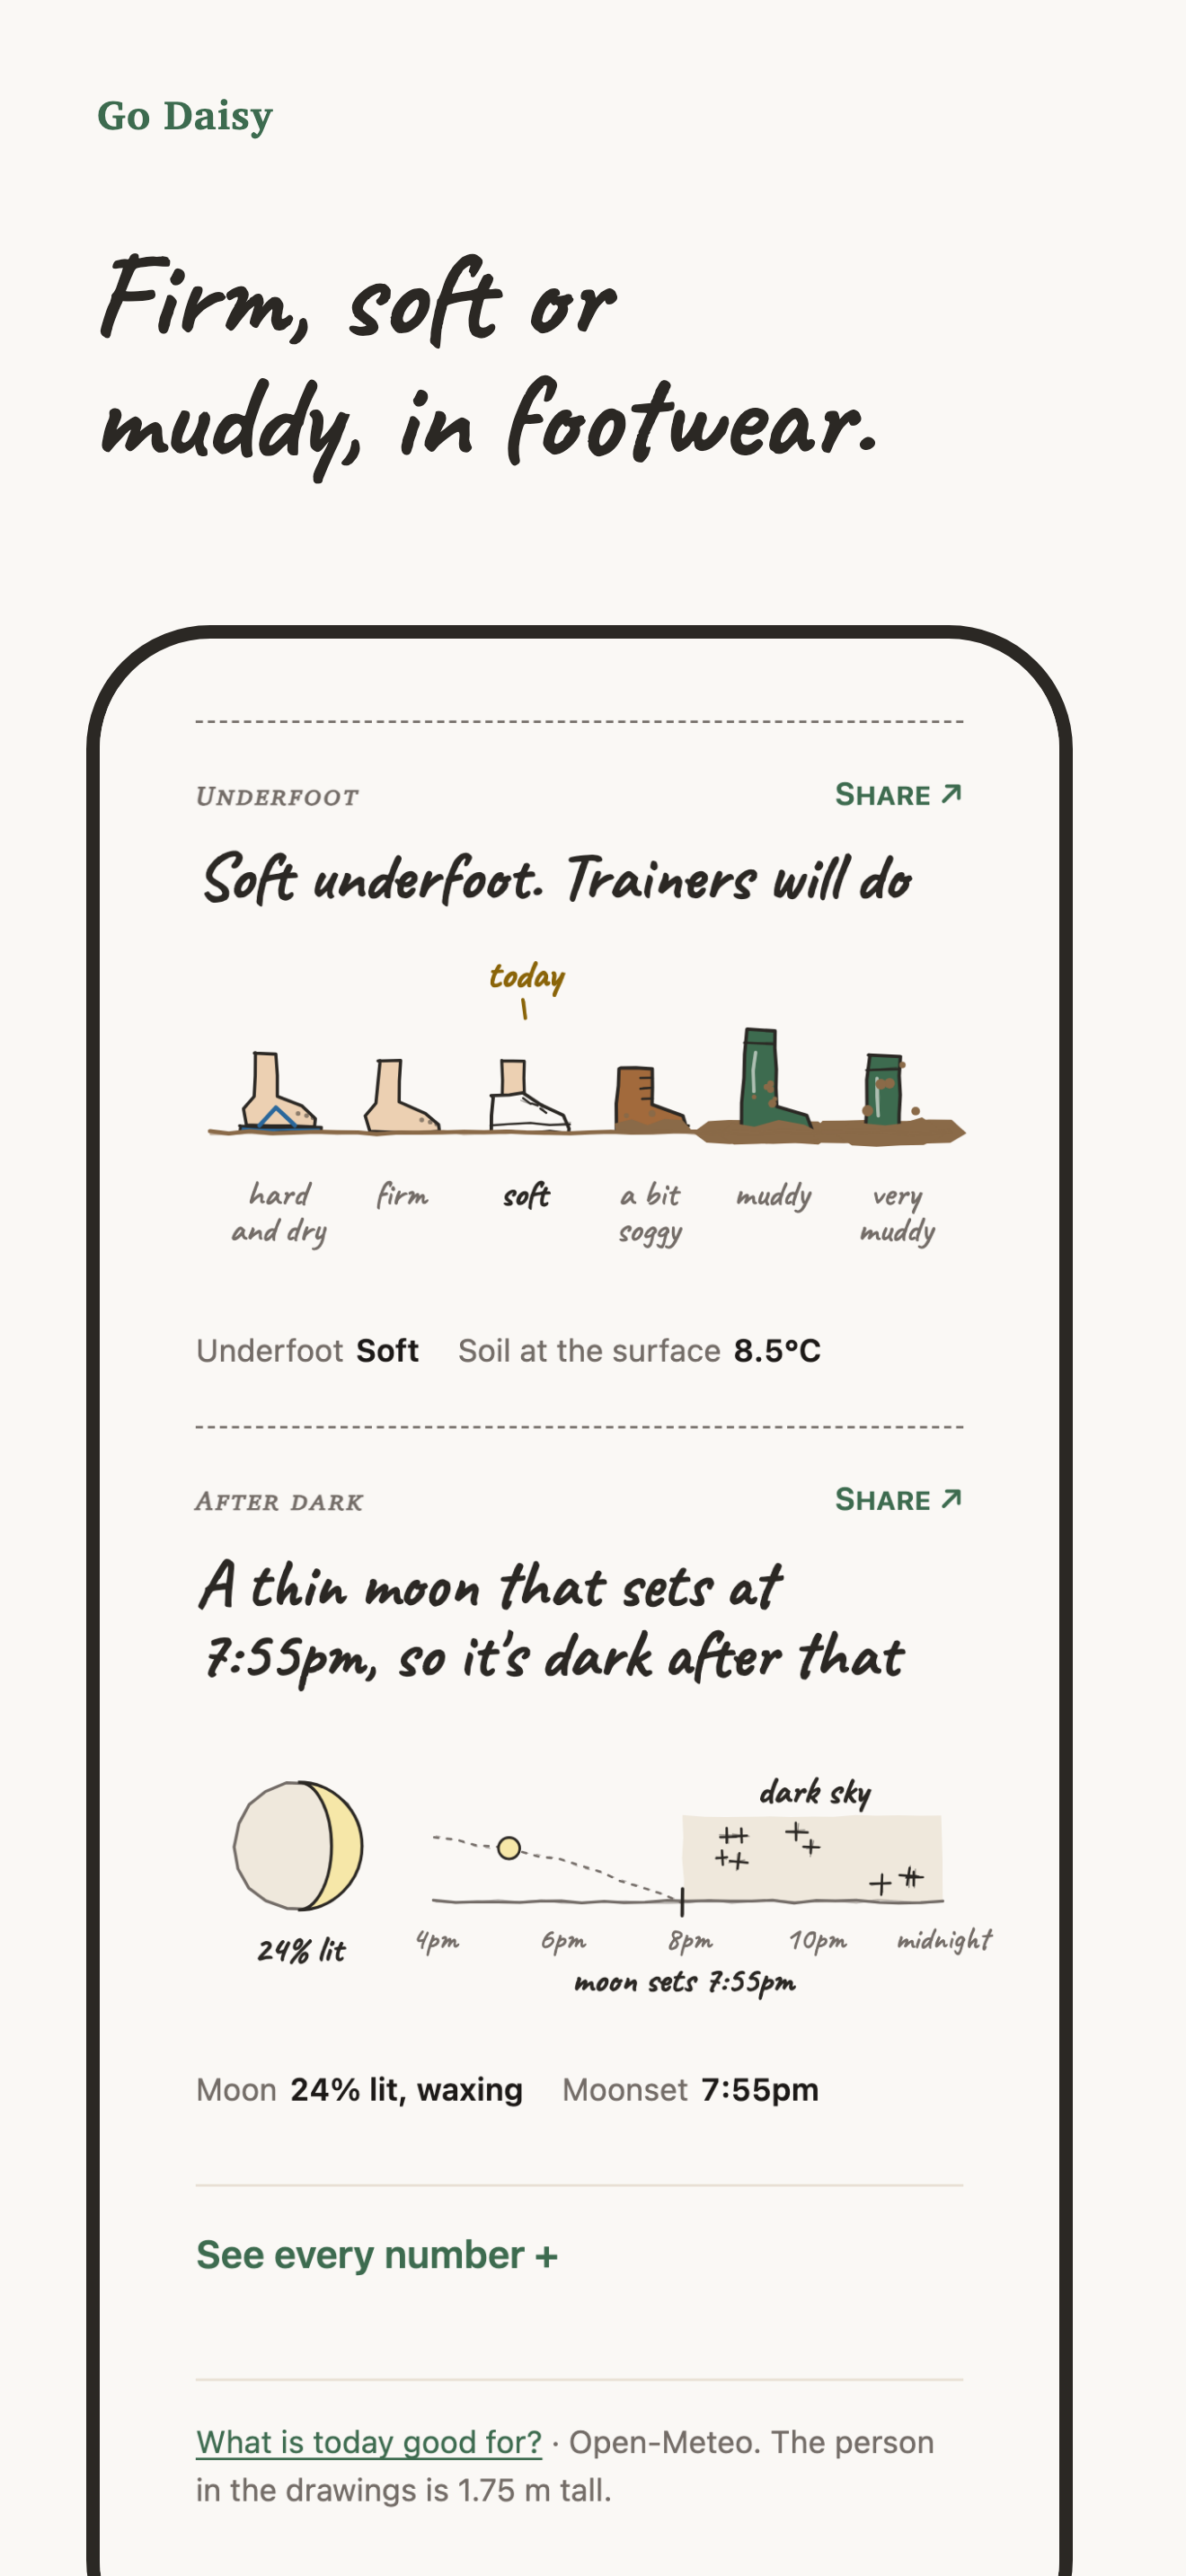 Go Daisy
Firm, soft or
muddy, in footwear.
UNDERFOOT
SHARE ↗
Soft underfoot. Trainers will do
today
hard
and dry
firm
soft
a bit
soggy
muddy
very
muddy
Underfoot Soft Soil at the surface 8.5°C
AFTER DARK
SHARE ↗
A thin moon that sets at
7:55pm, so it's dark after that
dark sky
24% lit
4pm 6pm 8pm 10pm midnight
moon sets 7:55pm
Moon 24% lit, waxing Moonset 7:55pm
See every number +
What is today good for? · Open-Meteo. The person
in the drawings is 1.75 m tall.